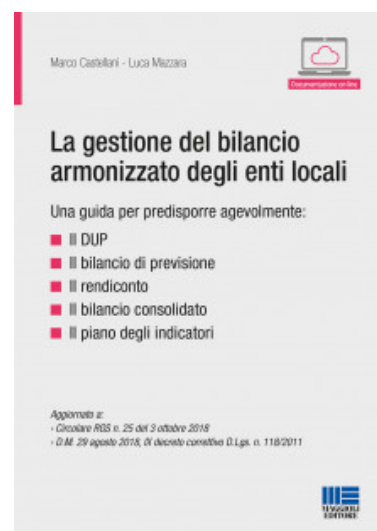 Marco Castellani - Luca Mazzara
Documentazione on-line
La gestione del bilancio
armonizzato degli enti locali
Una guida per predisporre agevolmente:
Il DUP
Il bilancio di previsione
Il rendiconto
Il bilancio consolidato
Il piano degli indicatori
Aggiornato a:
- Circolare RGS n. 25 del 3 ottobre 2018
- D.M. 29 agosto 2018, IX decreto correttivo D.Lgs. n. 118/2011
MAGGIOLI
EDITORE